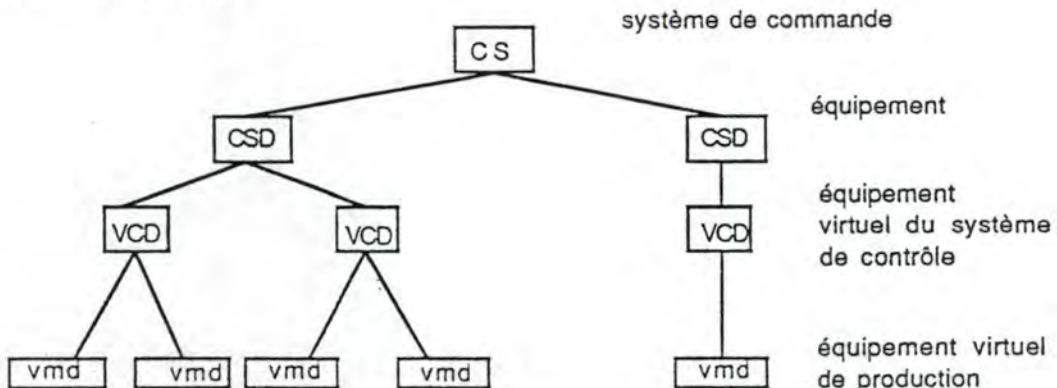 système de commande
CS
équipement
CSD
CSD
équipement
virtuel du système
de contrôle
VCD
VCD
VCD
équipement virtuel
de production
vmd
vmd
vmd
vmd
vmd